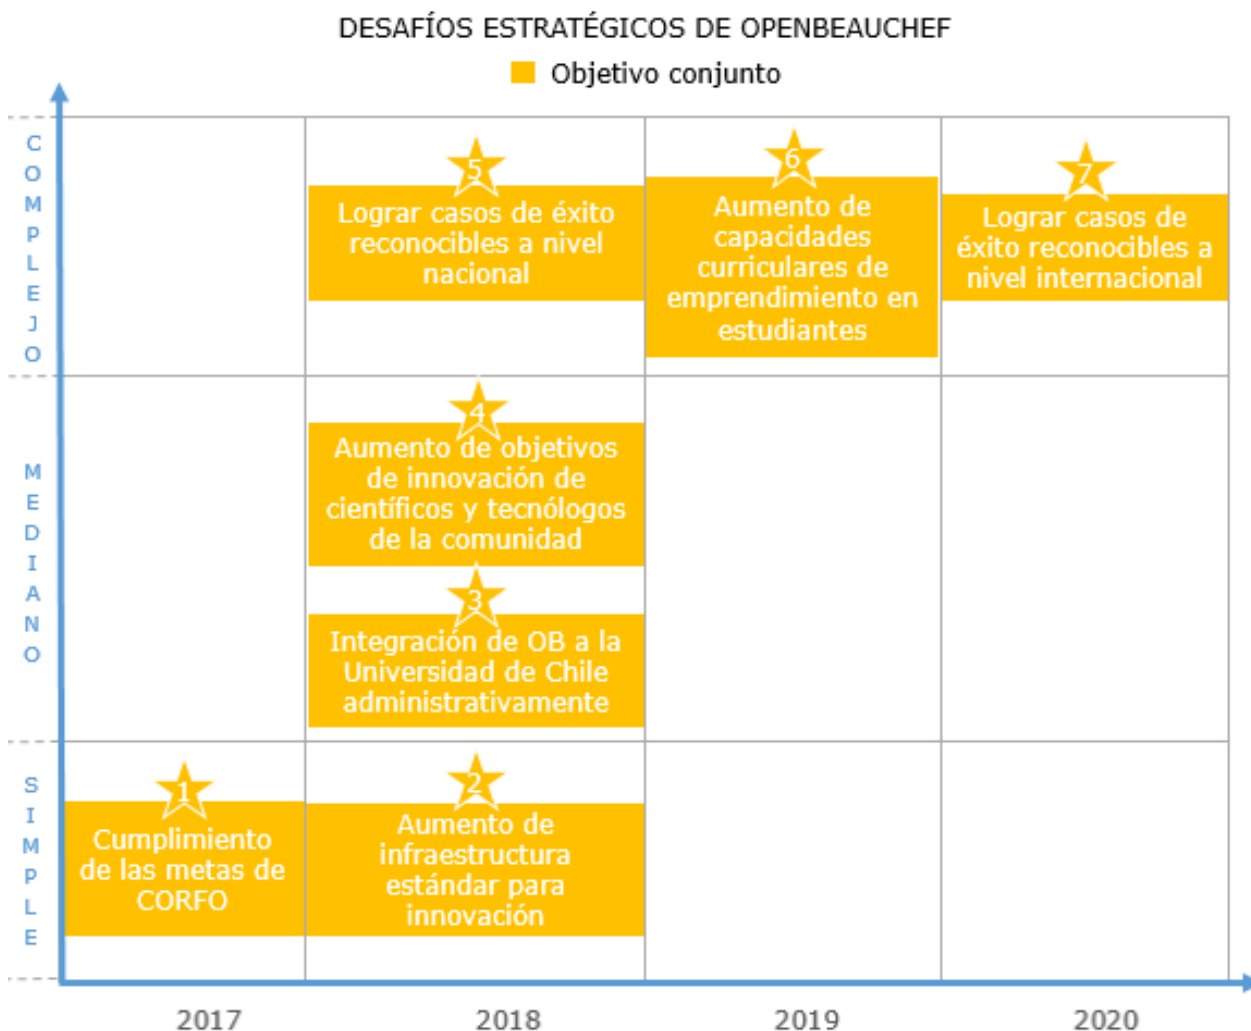 DESAFÍOS ESTRATÉGICOS DE OPENBEAUCHEF
Objetivo conjunto
COMPLEJO
5
Lograr casos de éxito
reconocibles a nivel
nacional
6
Aumento de
capacidades
curriculares de
emprendimiento en
estudiantes
7
Lograr casos de
éxito reconocibles a
nivel internacional
MEDIANO
4
Aumento de objetivos
de innovación de
científicos y tecnólogos
de la comunidad
3
Integración de OB a la
Universidad de Chile
administrativamente
SIMPLE
1
Cumplimiento
de las metas de
CORFO
2
Aumento de
infraestructura
estándar para
innovación
2017 2018 2019 2020